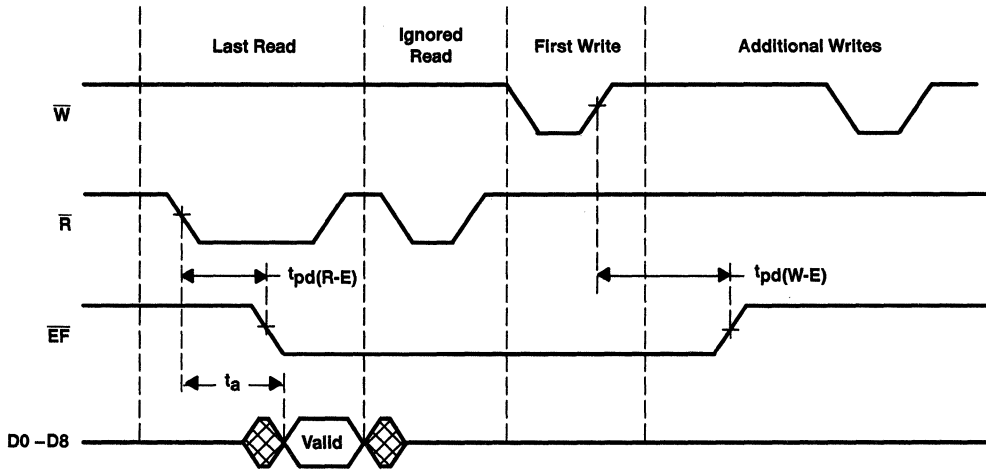 Last Read
Ignored
Read
First Write
Additional Writes
W
R
tpd(R-E)
tpd(W-E)
EF
ta
D0 –D8
Valid